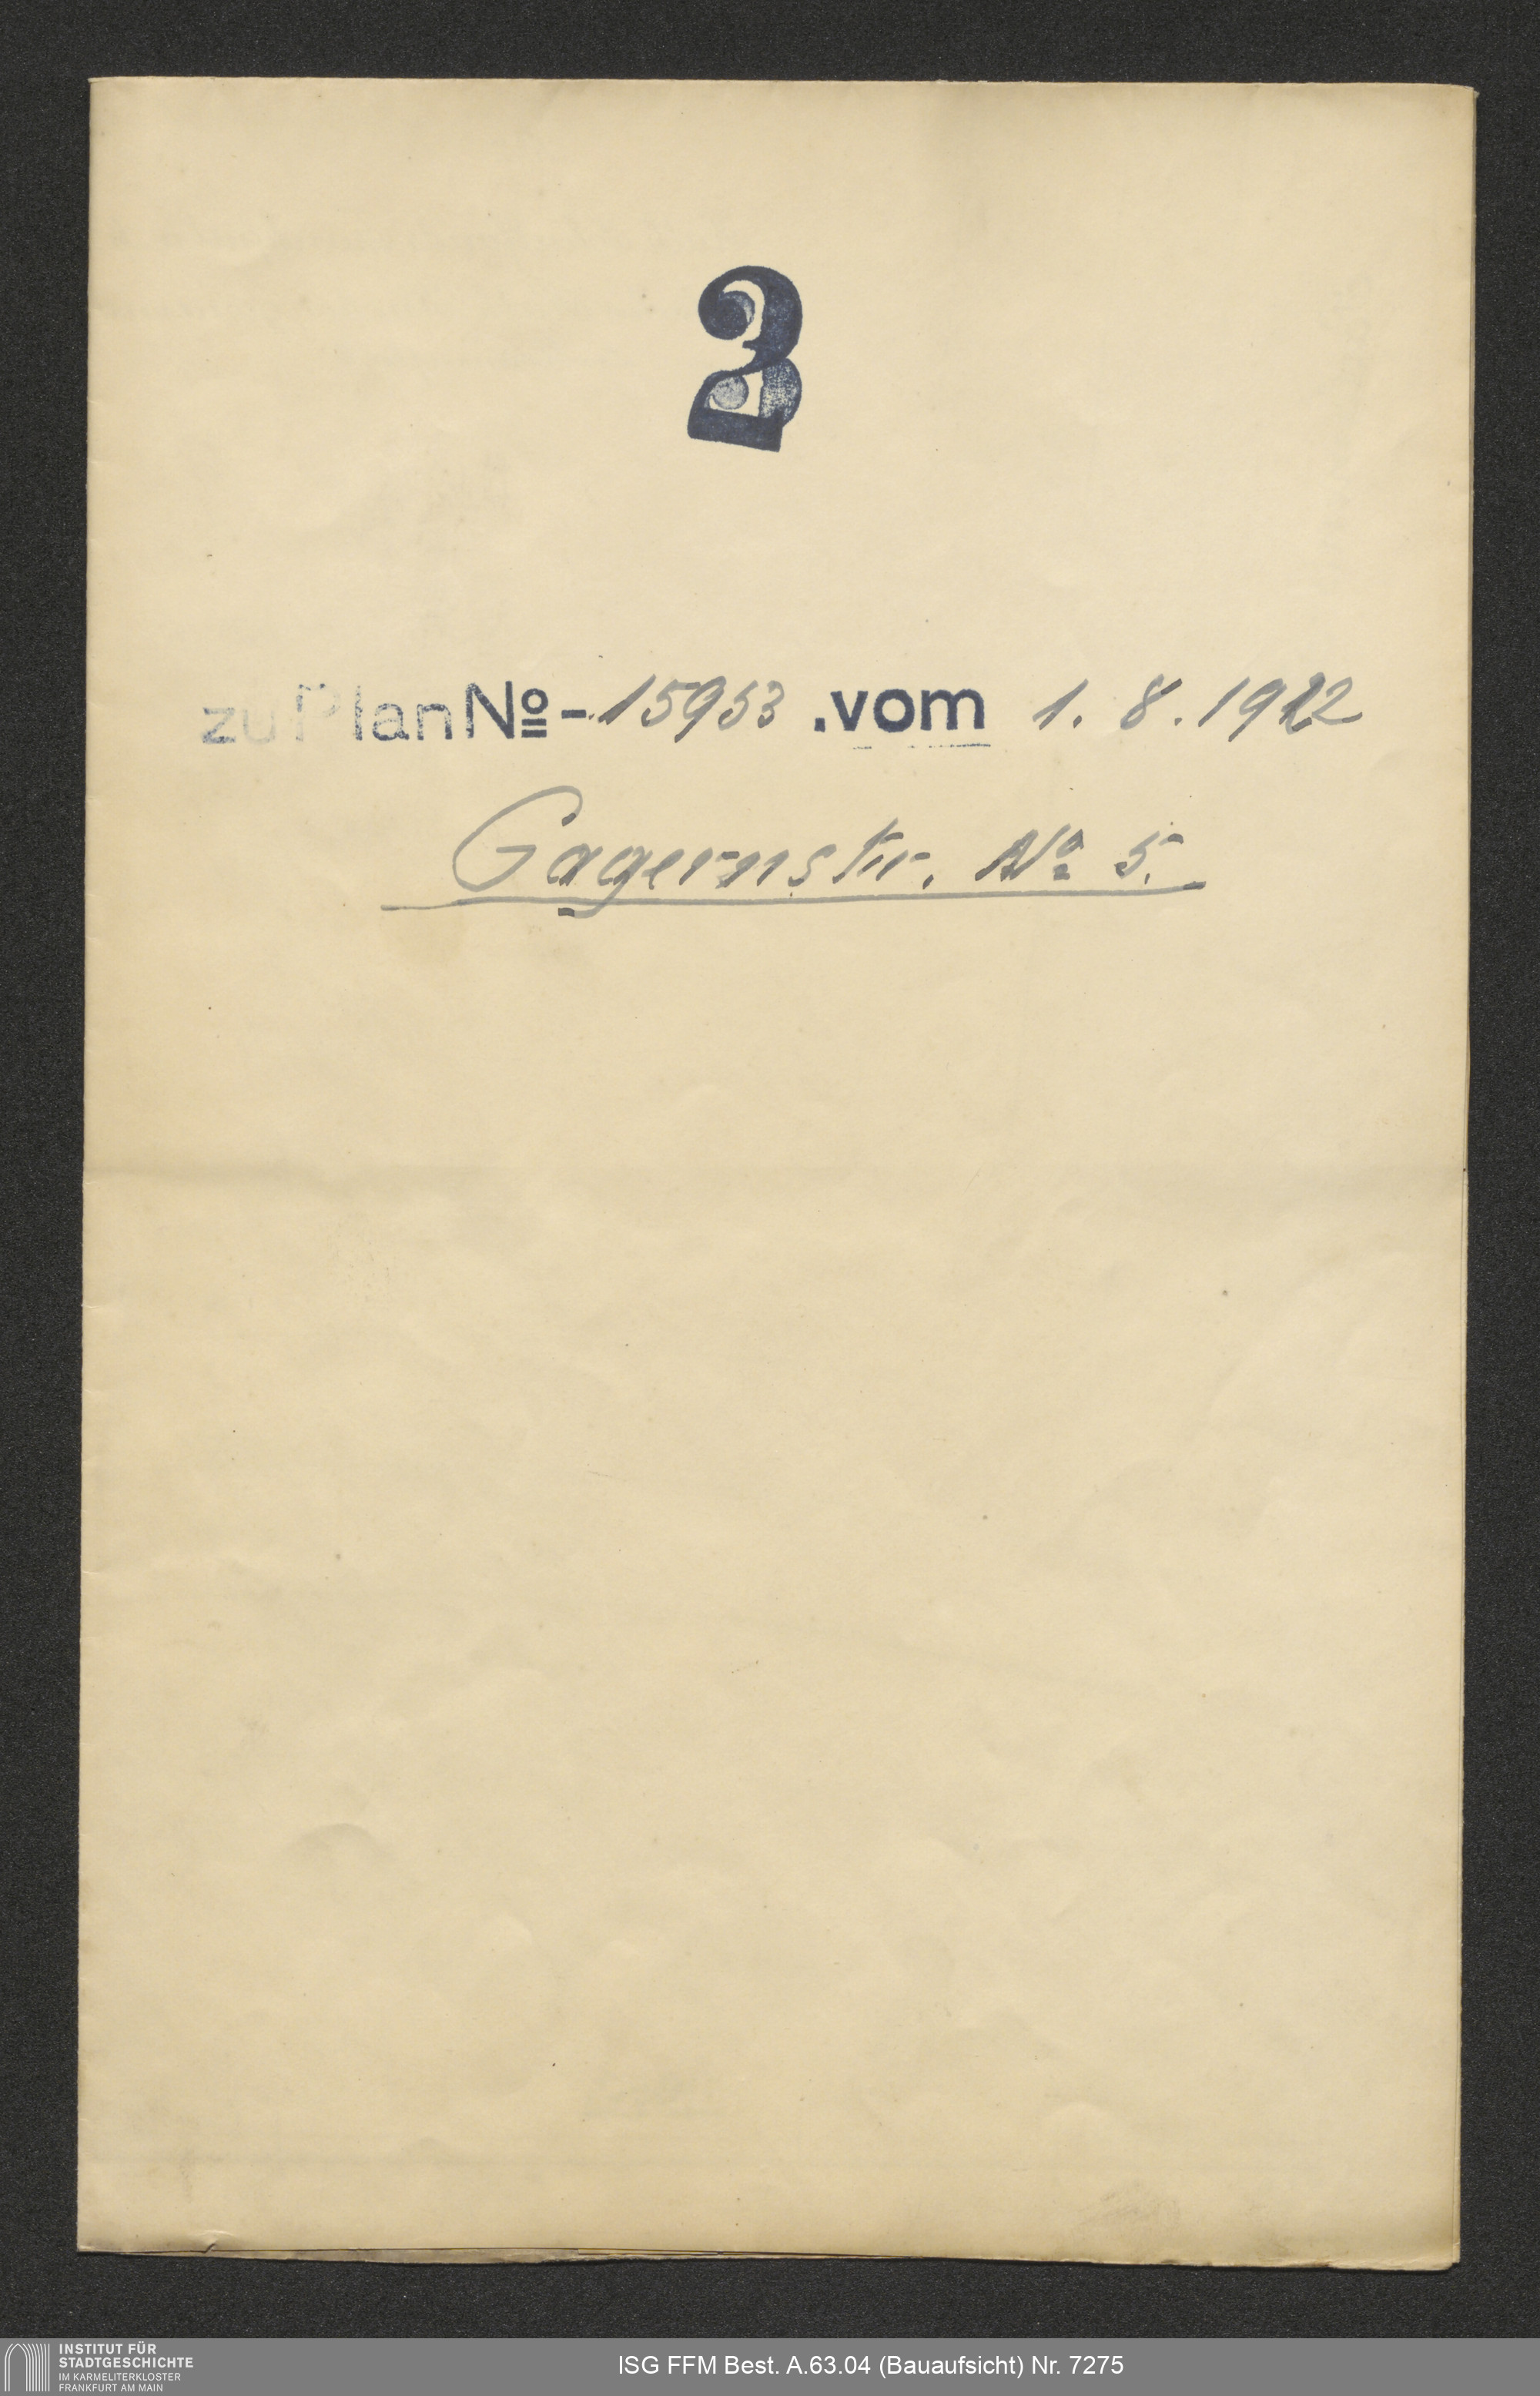 2
zu Plan № - 15953 . vom 1. 8. 1922
Gagernstr. № 5.
INSTITUT FÜR
STADTGESCHICHTE
IM KARMELITERKLOSTER
FRANKFURT AM MAIN
ISG FFM Best. A.63.04 (Bauaufsicht) Nr. 7275